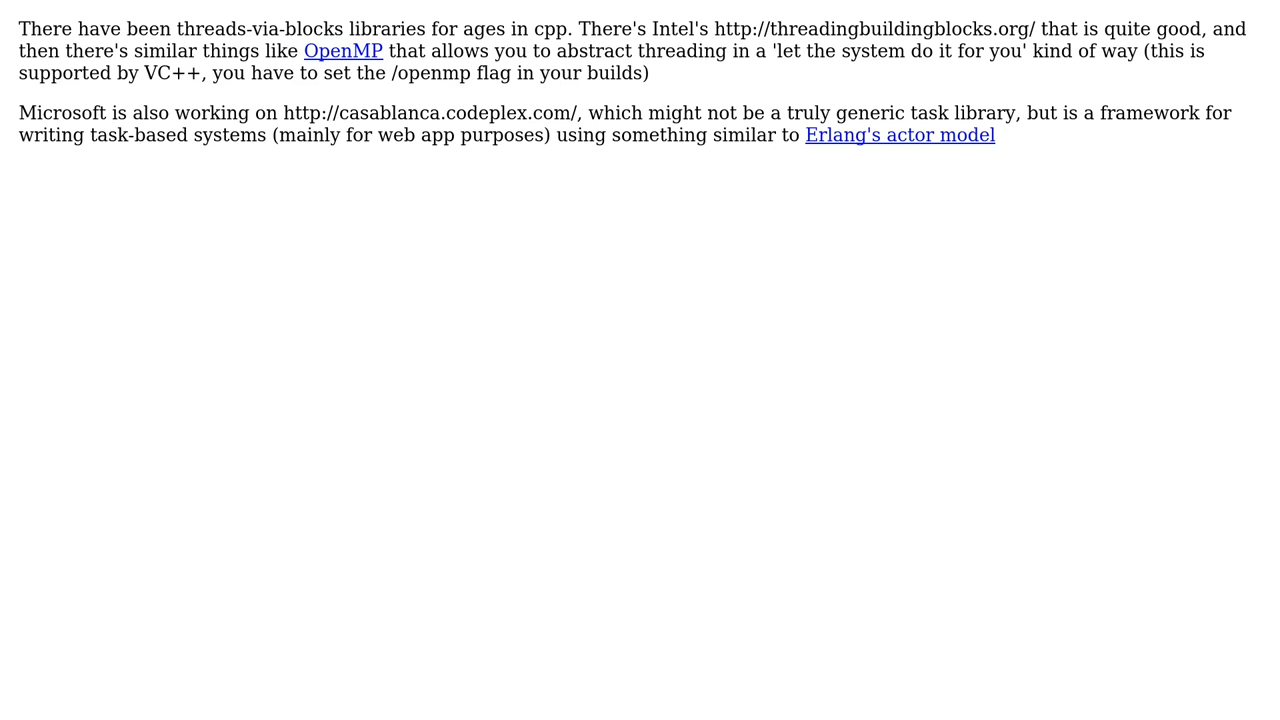 There have been threads-via-blocks libraries for ages in cpp. There's Intel's http://threadingbuildingblocks.org/ that is quite good, and
then there's similar things like OpenMP that allows you to abstract threading in a 'let the system do it for you' kind of way (this is
supported by VC++, you have to set the /openmp flag in your builds)
Microsoft is also working on http://casablanca.codeplex.com/, which might not be a truly generic task library, but is a framework for
writing task-based systems (mainly for web app purposes) using something similar to Erlang's actor model